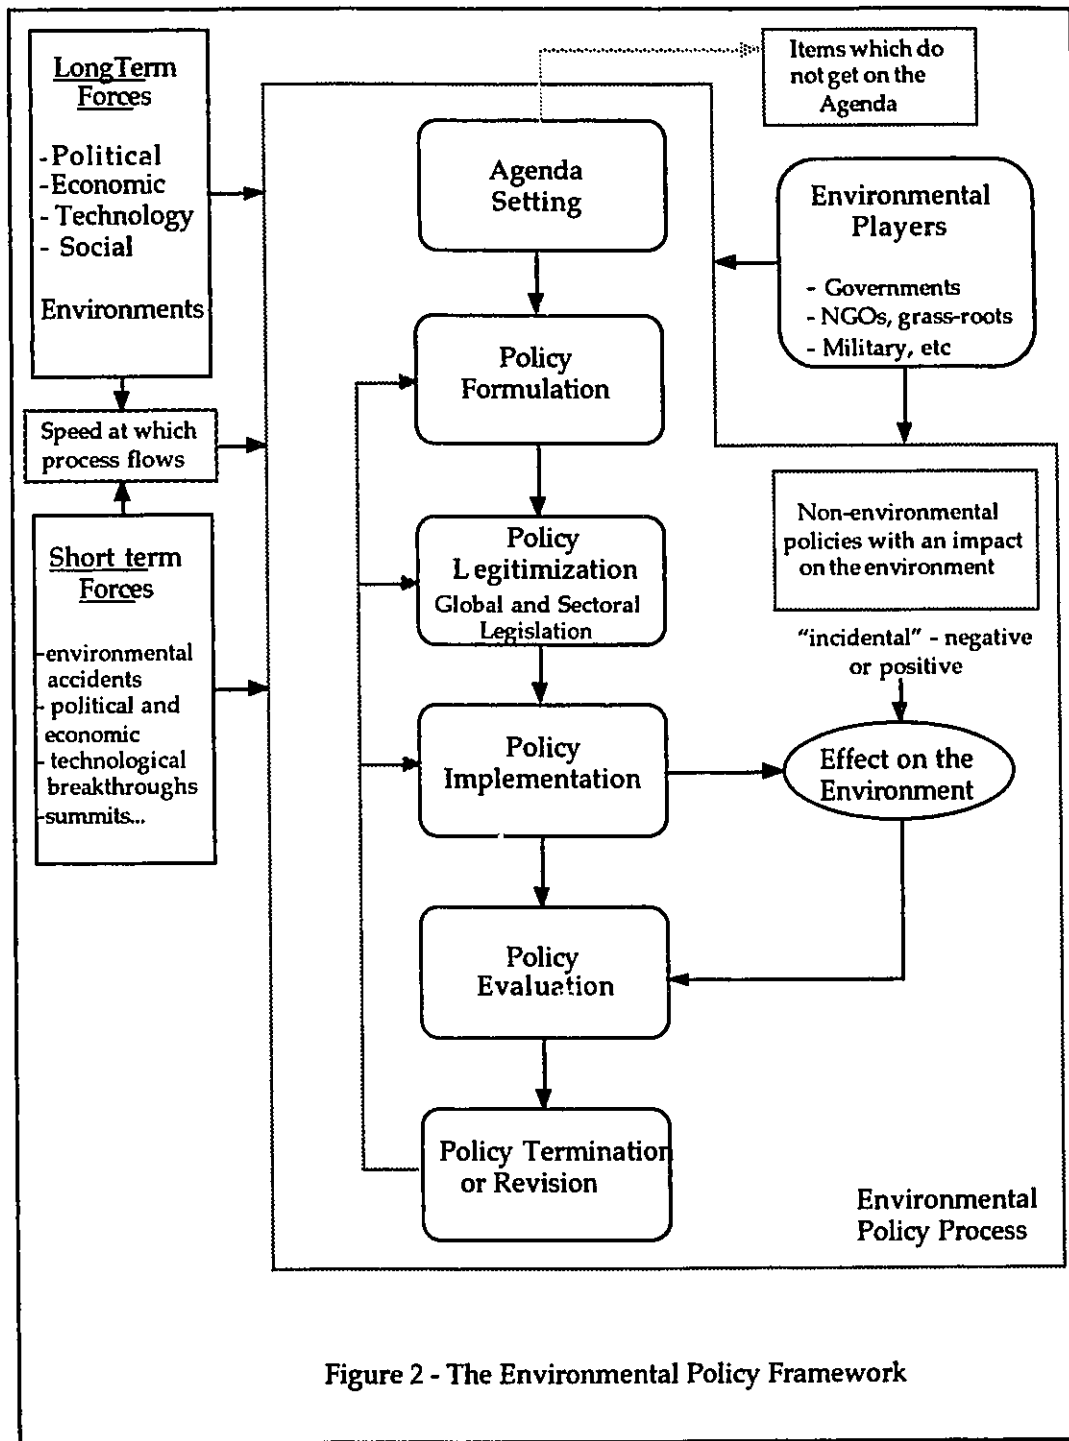 LongTerm
Forces
- Political
- Economic
- Technology
- Social
Environments
Speed at which
process flows
Short term
Forces
-environmental
accidents
- political and
economic
- technological
breakthroughs
-summits...
Items which do
not get on the
Agenda
Agenda
Setting
Environmental
Players
- Governments
- NGOs, grass-roots
- Military, etc
Policy
Formulation
Policy
Legitimization
Global and Sectoral
Legislation
Non-environmental
policies with an impact
on the environment
"incidental" - negative
or positive
Policy
Implementation
Effect on the
Environment
Policy
Evaluation
Policy Termination
or Revision
Environmental
Policy Process
Figure 2 - The Environmental Policy Framework